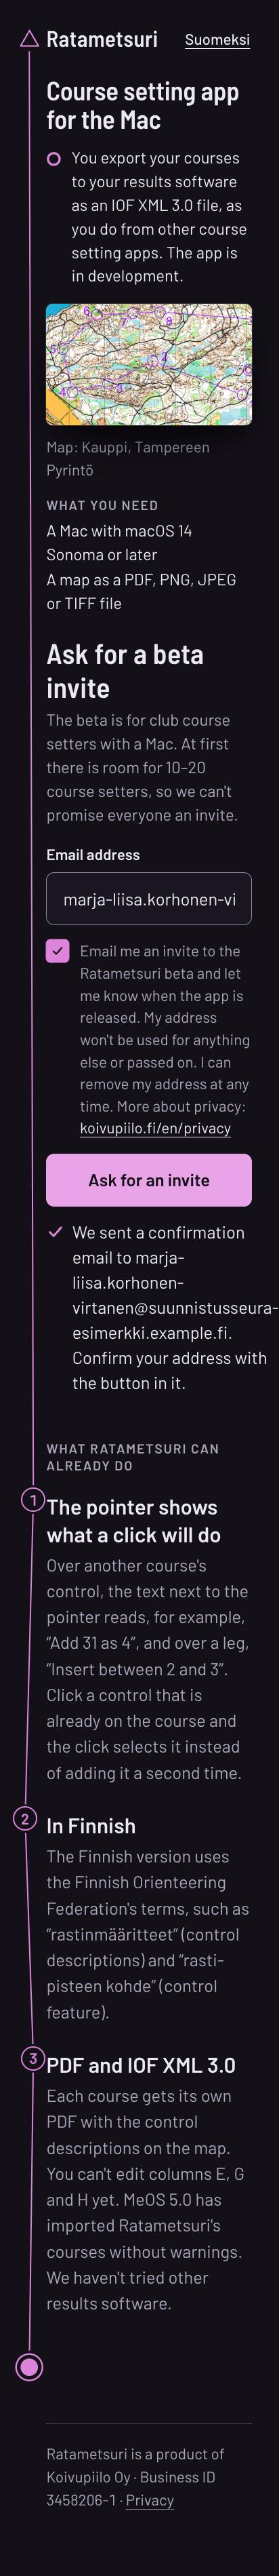 Ratametsuri
Suomeksi
Course setting app
for the Mac
You export your courses
to your results software
as an IOF XML 3.0 file, as
you do from other course
setting apps. The app is
in development.
Map: Kauppi, Tampereen
Pyrintö
WHAT YOU NEED
A Mac with macOS 14
Sonoma or later
A map as a PDF, PNG, JPEG
or TIFF file
Ask for a beta
invite
The beta is for club course
setters with a Mac. At first
there is room for 10–20
course setters, so we can't
promise everyone an invite.
Email address
marja-liisa.korhonen-vi
Email me an invite to the
Ratametsuri beta and let
me know when the app is
released. My address
won't be used for anything
else or passed on. I can
remove my address at any
time. More about privacy:
koivupiilo.fi/en/privacy
Ask for an invite
We sent a confirmation
email to marja-
liisa.korhonen-
virtanen@suunnistusseura-
esimerkki.example.fi.
Confirm your address with
the button in it.
WHAT RATAMETSURI CAN
ALREADY DO
1
The pointer shows
what a click will do
Over another course's
control, the text next to the
pointer reads, for example,
“Add 31 as 4”, and over a leg,
“Insert between 2 and 3”.
Click a control that is
already on the course and
the click selects it instead
of adding it a second time.
2
In Finnish
The Finnish version uses
the Finnish Orienteering
Federation's terms, such as
“rastinmääritteet” (control
descriptions) and “rasti-
pisteen kohde” (control
feature).
3
PDF and IOF XML 3.0
Each course gets its own
PDF with the control
descriptions on the map.
You can't edit columns E, G
and H yet. MeOS 5.0 has
imported Ratametsuri's
courses without warnings.
We haven't tried other
results software.
Ratametsuri is a product of
Koivupiilo Oy · Business ID
3458206-1 · Privacy